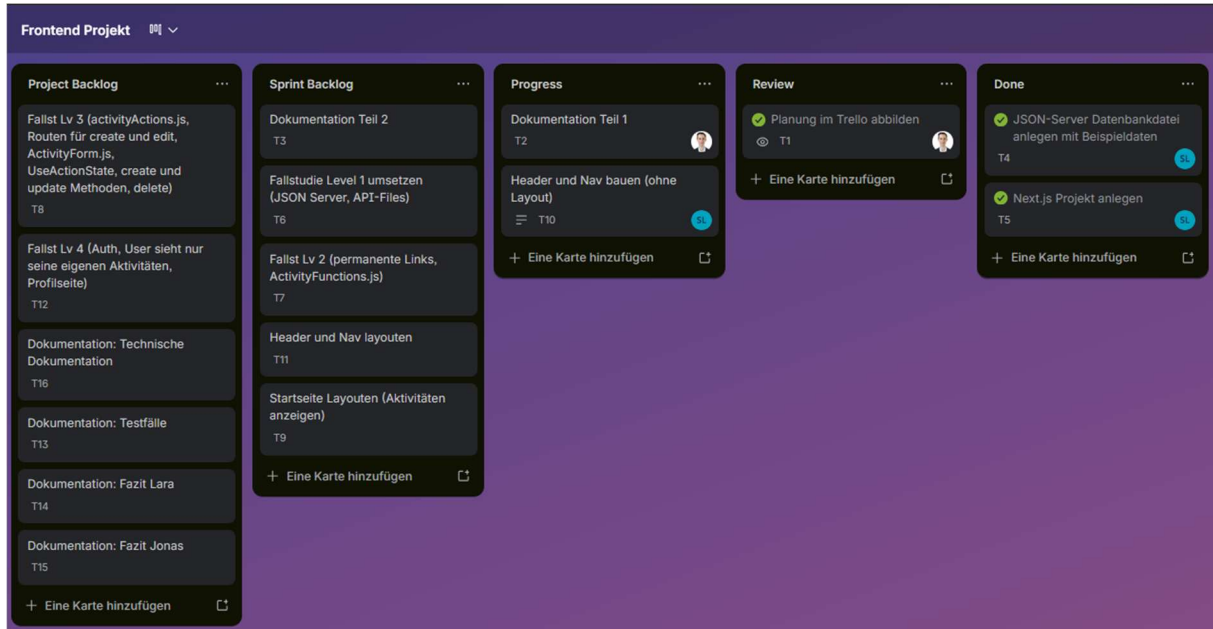 Frontend Projekt
Project Backlog
Fallst Lv 3 (activityActions.js,
Routen für create und edit,
ActivityForm.js,
UseActionState, create und
update Methoden, delete)
T8
Fallst Lv 4 (Auth, User sieht nur
seine eigenen Aktivitäten,
Profilseite)
T12
Dokumentation: Technische
Dokumentation
T16
Dokumentation: Testfälle
T13
Dokumentation: Fazit Lara
T14
Dokumentation: Fazit Jonas
T15
+ Eine Karte hinzufügen
Sprint Backlog
Dokumentation Teil 2
T3
Fallstudie Level 1 umsetzen
(JSON Server, API-Files)
T6
Fallst Lv 2 (permanente Links,
ActivityFunctions.js)
T7
Header und Nav layouten
T11
Startseite Layouten (Aktivitäten
anzeigen)
T9
+ Eine Karte hinzufügen
Progress
Dokumentation Teil 1
T2
Header und Nav bauen (ohne
Layout)
T10 SL
+ Eine Karte hinzufügen
Review
Planung im Trello abbilden
T1
+ Eine Karte hinzufügen
Done
JSON-Server Datenbankdatei
anlegen mit Beispieldaten
T4 SL
Next.js Projekt anlegen
T5 SL
+ Eine Karte hinzufügen